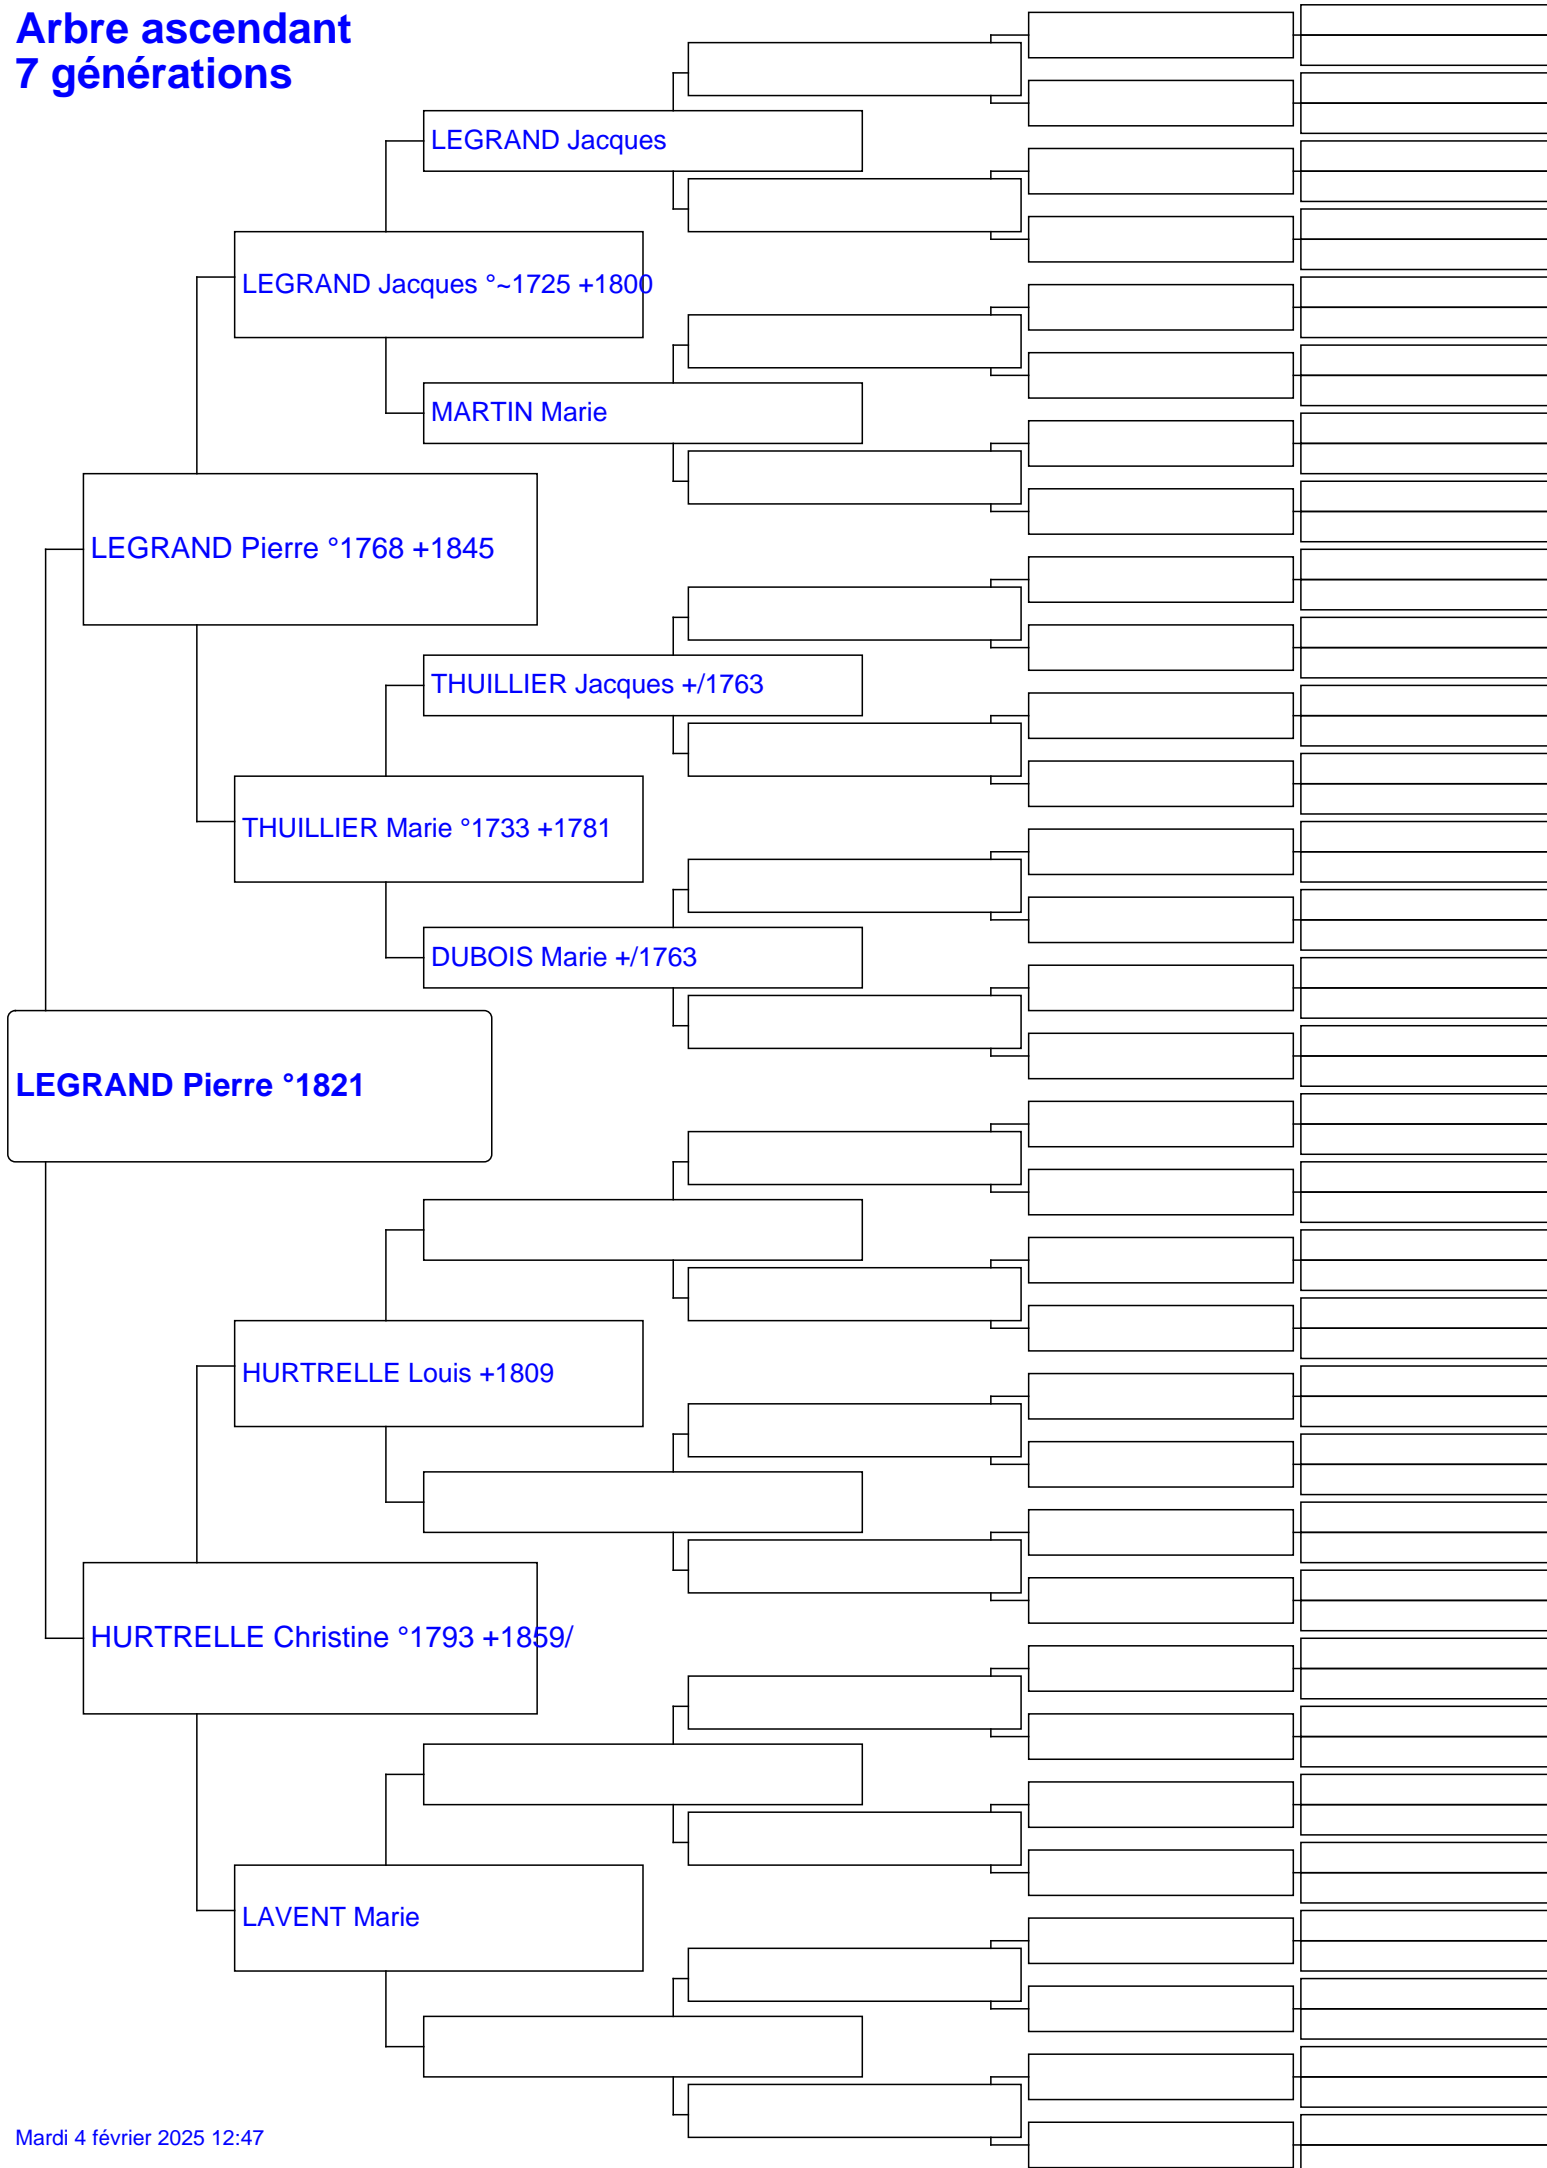 Arbre ascendant
7 générations
LEGRAND Jacques
LEGRAND Jacques °~1725 +1800
MARTIN Marie
LEGRAND Pierre °1768 +1845
THUILLIER Jacques +/1763
THUILLIER Marie °1733 +1781
DUBOIS Marie +/1763
LEGRAND Pierre °1821
HURTRELLE Louis +1809
HURTRELLE Christine °1793 +1859/
LAVENT Marie
Mardi 4 février 2025 12:47